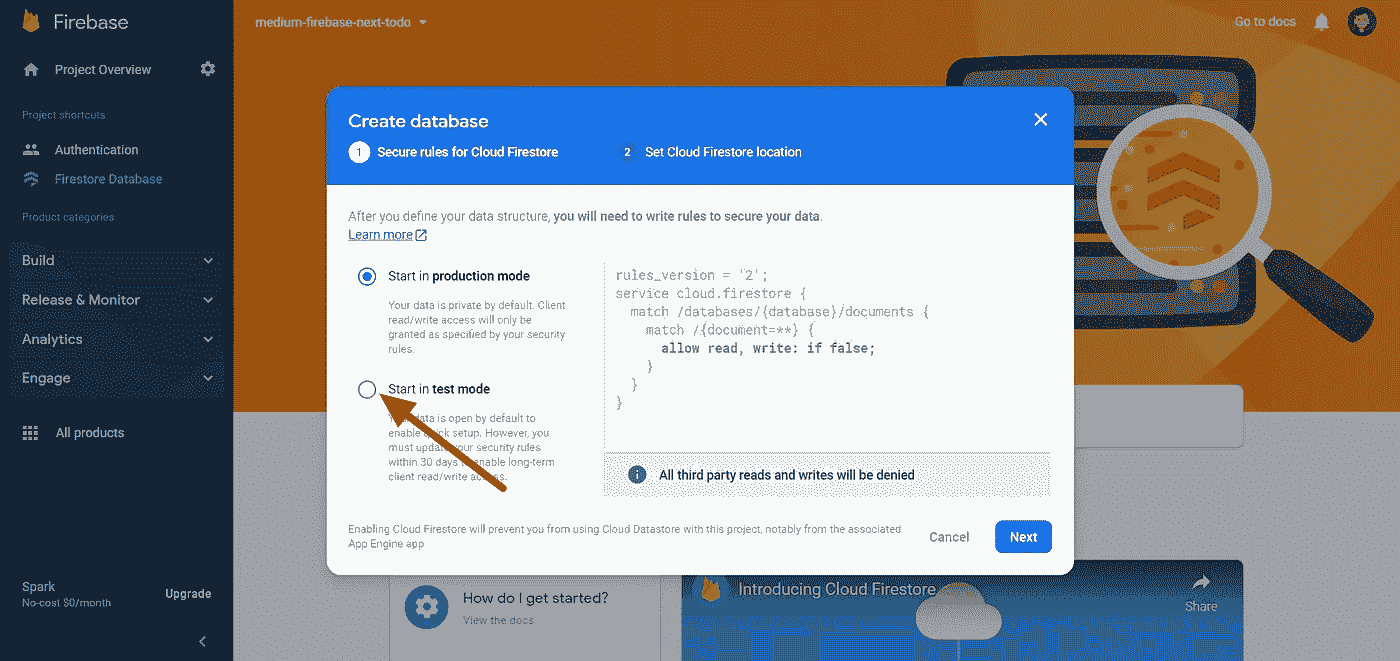 Firebase
medium-firebase-next-todo
Go to docs
Project Overview
Project shortcuts
Authentication
Firestore Database
Product categories
Build
Release & Monitor
Analytics
Engage
All products
Spark
No-cost $0/month
Upgrade
Create database
1 Secure rules for Cloud Firestore
2 Set Cloud Firestore location
After you define your data structure, you will need to write rules to secure your data.
Learn more
Start in production mode
Your data is private by default. Client
read/write access will only be
granted as specified by your security
rules.
Start in test mode
Your data is open by default to
enable quick setup. However, you
must update your security rules
within 30 days to enable long-term
client read/write access.
rules_version = '2';
service cloud.firestore {
match /databases/{database}/documents {
match /{document=**} {
allow read, write: if false;
}
}
}
All third party reads and writes will be denied
Enabling Cloud Firestore will prevent you from using Cloud Datastore with this project, notably from the associated
App Engine app
Cancel
Next
How do I get started?
View the docs
Introducing Cloud Firestore
Share